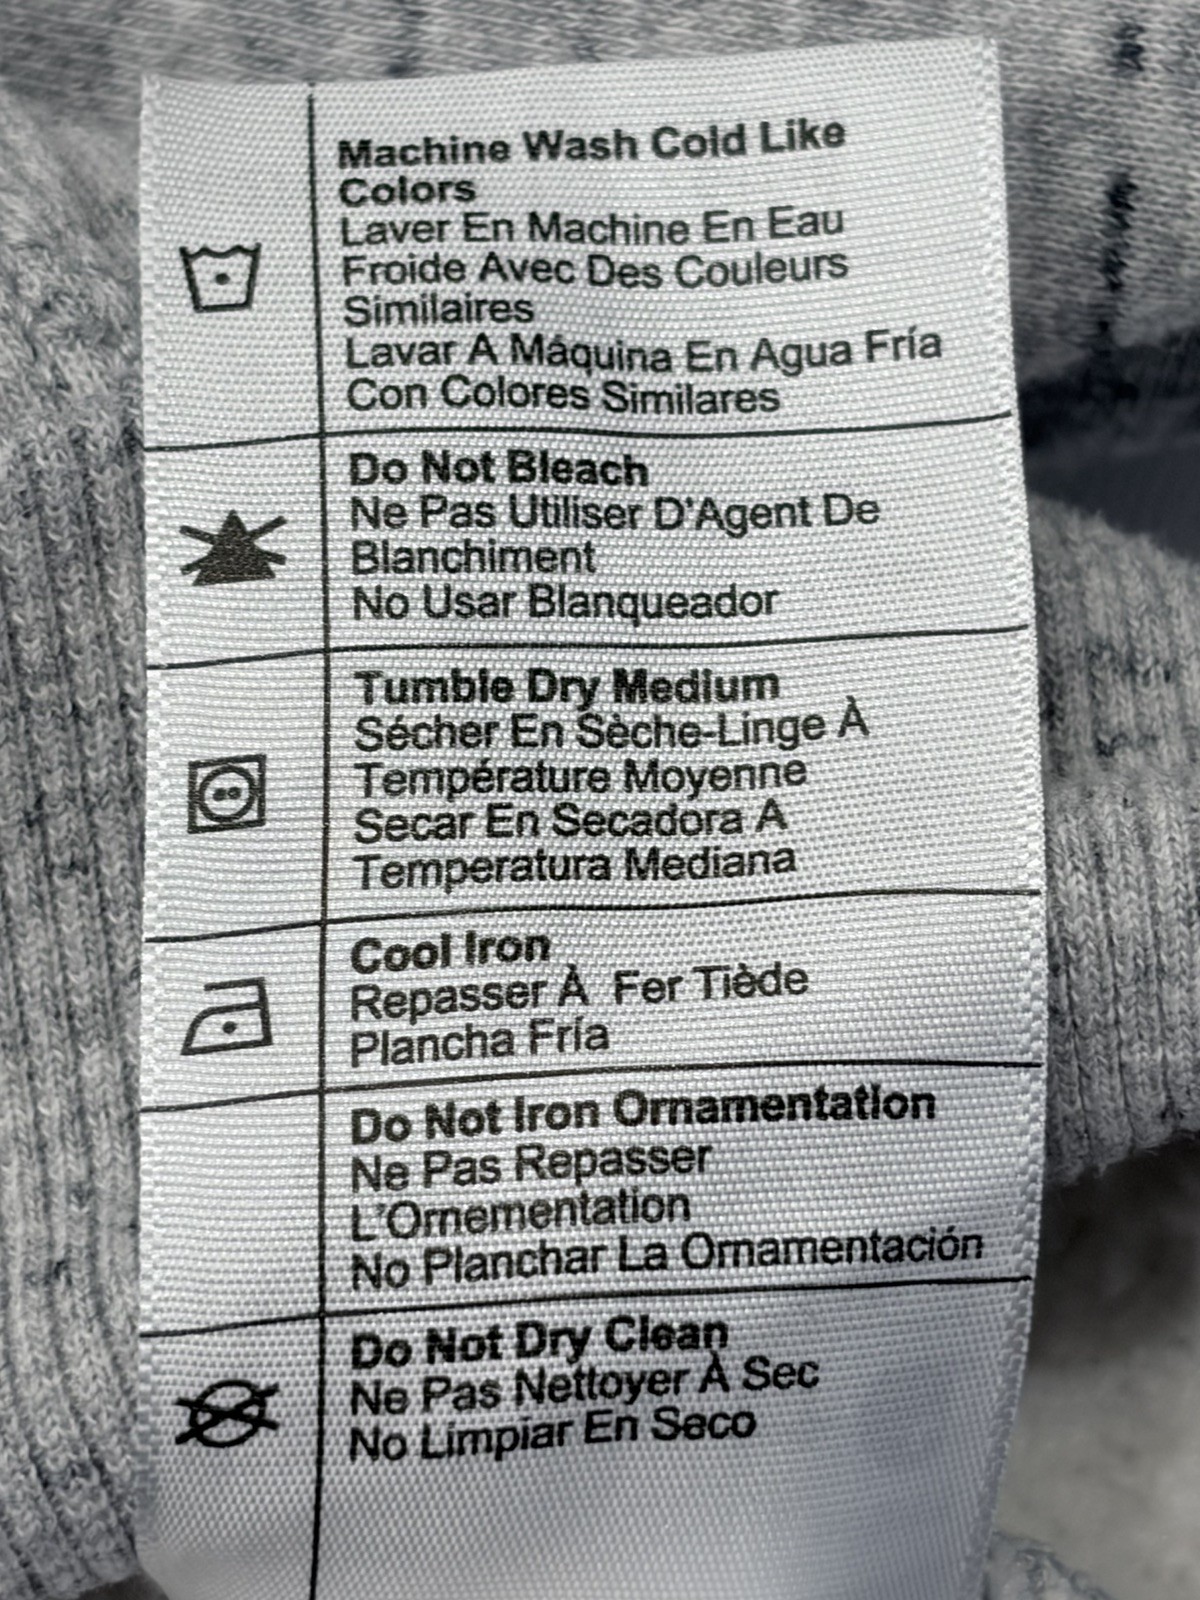 Machine Wash Cold Like
Colors
Laver En Machine En Eau
Froide Avec Des Couleurs
Similaires
Lavar A Máquina En Agua Fría
Con Colores Similares
Do Not Bleach
Ne Pas Utiliser D'Agent De
Blanchiment
No Usar Blanqueador
Tumble Dry Medium
Sécher En Sèche-Linge À
Température Moyenne
Secar En Secadora A
Temperatura Mediana
Cool Iron
Repasser À Fer Tiède
Plancha Fría
Do Not Iron Ornamentation
Ne Pas Repasser
L'Ornementation
No Planchar La Ornamentación
Do Not Dry Clean
Ne Pas Nettoyer À Sec
No Limpiar En Seco